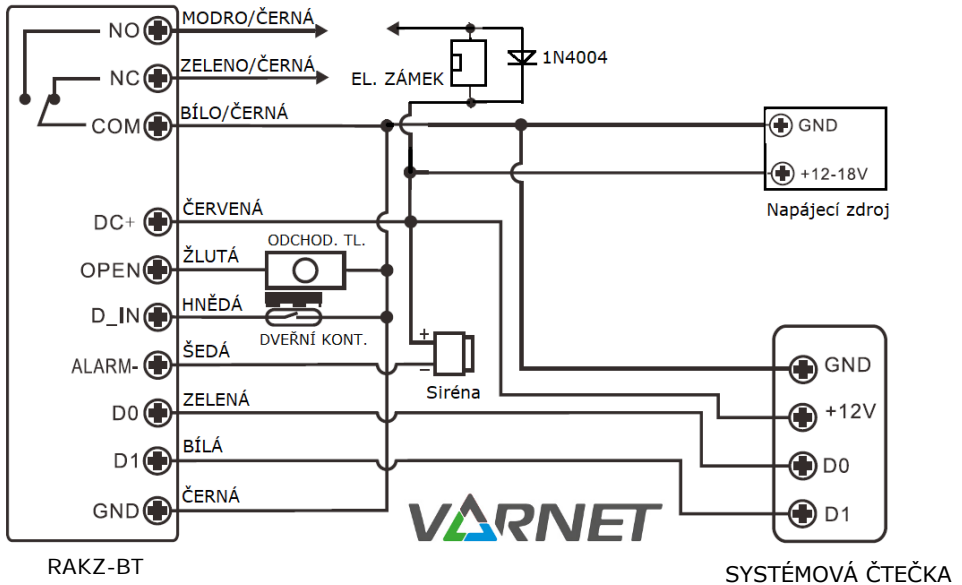 NO
MODRO/ČERNÁ
NC
ZELENO/ČERNÁ
COM
BÍLO/ČERNÁ
EL. ZÁMEK
1N4004
GND
+12-18V
Napájecí zdroj
DC+
ČERVENÁ
OPEN
ŽLUTÁ
ODCHOD. TL.
D_IN
HNĚDÁ
DVEŘNÍ KONT.
ALARM-
ŠEDÁ
+
−
Siréna
D0
ZELENÁ
D1
BÍLÁ
GND
ČERNÁ
GND
+12V
D0
D1
VARNET
RAKZ-BT
SYSTÉMOVÁ ČTEČKA